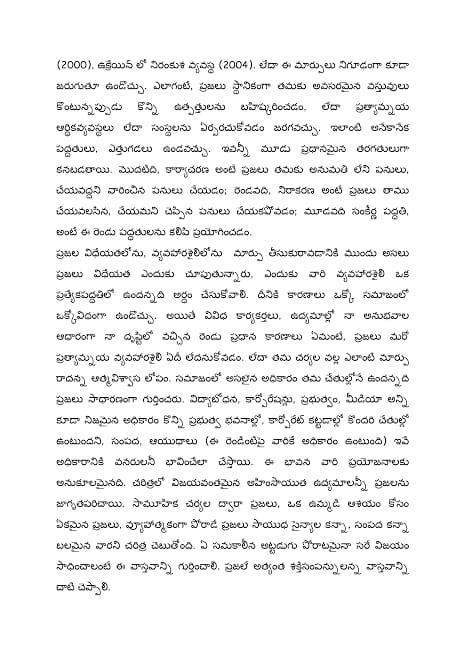 (2000), ఉక్రెయిన్ లో నిరంకుశ వ్యవస్థ (2004). లేదా ఈ మార్పులు నిగూఢంగా కూడా
జరుగుతూ ఉండొచ్చు. ఎలాగంటే, ప్రజలు స్థానికంగా తమకు అవసరమైన వస్తువులు
కొంటున్నప్పుడు కొన్ని ఉత్పత్తులను బహిష్కరించడం, లేదా ప్రత్యామ్నయ
ఆర్థికవ్యవస్థలు లేదా సంస్థలను ఏర్పరచుకోవడం జరగవచ్చు. ఇలాంటి అనేకానేక
పద్ధతులు, ఎత్తుగడలు ఉండవచ్చు. ఇవన్నీ మూడు ప్రధానమైన తరగతులుగా
కనబడతాయి. మొదటిది, కార్యాచరణ అంటే ప్రజలు తమకు అనుమతి లేని పనులు,
చేయవద్దని వారించిన పనులు చేయడం; రెండవది, నిరాకరణ అంటే ప్రజలు తాము
చేయవలసిన, చేయమని చెప్పిన పనులు చేయకపోవడం; మూడవది సంకీర్ణ పద్ధతి,
అంటే ఈ రెండు పద్ధతులను కలిపి ప్రయోగించడం.
ప్రజల విధేయతలోను, వ్యవహారశైలిలోను మార్పు తీసుకురావడానికి ముందు అసలు
ప్రజలు విధేయత ఎందుకు చూపుతున్నారు, ఎందుకు వారి వ్యవహారశైలి ఒక
ప్రత్యేకపద్ధతిలో ఉందన్నది అర్థం చేసుకోవాలి. దీనికి కారణాలు ఒక్కో సమాజంలో
ఒక్కోవిధంగా ఉండొచ్చు. అయితే వివిధ కార్యకర్తలు, ఉద్యమాల్లో నా అనుభవాల
ఆధారంగా నా దృష్టిలో వచ్చిన రెండు ప్రధాన కారణాలు ఏమంటే, ప్రజలు మరో
ప్రత్యామ్నయ వ్యవహారశైలి ఏదీ లేదనుకోవడం. లేదా తమ చర్యల వల్ల ఎలాంటి మార్పు
రాదన్న ఆత్మవిశ్వాస లోపం. సమాజంలో అసలైన అధికారం తమ చేతుల్లోనే ఉందన్నది
ప్రజలు సాధారణంగా గుర్తించరు. విద్యాబోధన, కార్పోరేషన్లు, ప్రభుత్వం, మీడియా అన్ని
కూడా నిజమైన అధికారం కొన్ని ప్రభుత్వ భవనాల్లో, కార్పోరేట్ కట్టడాల్లో కొందరి చేతుల్లో
ఉంటుందని, సంపద, ఆయుధాలు (ఈ రెండింటిపై వారికే అధికారం ఉంటుంది) ఇవే
అధికారానికి వనరులనీ భావించేలా చేస్తాయి. ఈ భావన వారి ప్రయోజనాలకు
అనుకూలమైనది. చరిత్రలో విజయవంతమైన అహింసాయుత ఉద్యమాలన్నీ ప్రజలను
జాగృతపరిచాయి. సామూహిక చర్యల ద్వారా ప్రజలు, ఒక ఉమ్మడి ఆశయం కోసం
ఏకమైన ప్రజలు, వ్యూహాత్మకంగా పోరాడే ప్రజలు సాయుధ సైన్యాల కన్నా, సంపద కన్నా
బలమైన వారని చరిత్ర చెబుతోంది. ఏ సమకాలీన అట్టడుగు పోరాటమైనా సరే విజయం
సాధించాలంటే ఈ వాస్తవాన్ని గుర్తించాలి. ప్రజలే అత్యంత శక్తిసంపన్నులన్న వాస్తవాన్ని
చాటి చెప్పాలి.